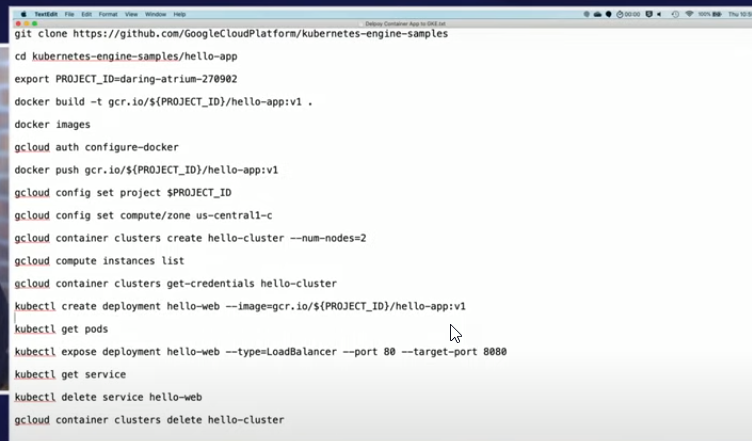 TextEdit File Edit Format View Window Help 00:00 100% Thu 10:5
Delpoy Container App to GKE.txt
git clone https://github.com/GoogleCloudPlatform/kubernetes-engine-samples
cd kubernetes-engine-samples/hello-app
export PROJECT_ID=daring-atrium-270902
docker build -t gcr.io/${PROJECT_ID}/hello-app:v1 .
docker images
gcloud auth configure-docker
docker push gcr.io/${PROJECT_ID}/hello-app:v1
gcloud config set project $PROJECT_ID
gcloud config set compute/zone us-central1-c
gcloud container clusters create hello-cluster --num-nodes=2
gcloud compute instances list
gcloud container clusters get-credentials hello-cluster
kubectl create deployment hello-web --image=gcr.io/${PROJECT_ID}/hello-app:v1
kubectl get pods
kubectl expose deployment hello-web --type=LoadBalancer --port 80 --target-port 8080
kubectl get service
kubectl delete service hello-web
gcloud container clusters delete hello-cluster